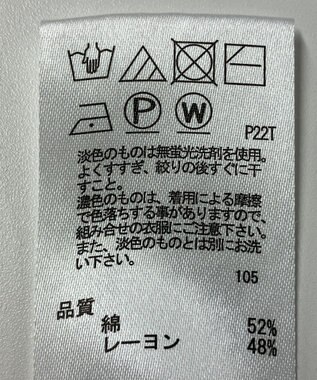 P W
P22T
淡色のものは無蛍光洗剤を使用。
よくすすぎ、絞りの後すぐに干
すこと。
濃色のものは、着用による摩擦
で色落ちする事がありますので、
組み合せの衣服にご注意下さい。
また、淡色のものとは別にお洗
い下さい。
105
品質
綿 52%
レーヨン 48%